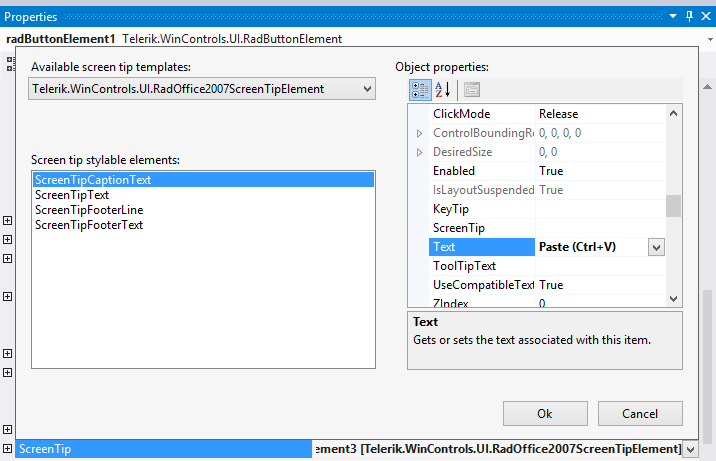 Properties
radButtonElement1 Telerik.WinControls.UI.RadButtonElement
Available screen tip templates:
Telerik.WinControls.UI.RadOffice2007ScreenTipElement
Screen tip stylable elements:
ScreenTipCaptionText
ScreenTipText
ScreenTipFooterLine
ScreenTipFooterText
Object properties:
ClickMode Release
ControlBoundingRe 0, 0, 0, 0
DesiredSize 0, 0
Enabled True
IsLayoutSuspended True
KeyTip
ScreenTip
Text Paste (Ctrl+V)
ToolTipText
UseCompatibleText True
ZIndex 0
Text
Gets or sets the text associated with this item.
Ok Cancel
ScreenTip ement3 [Telerik.WinControls.UI.RadOffice2007ScreenTipElement]